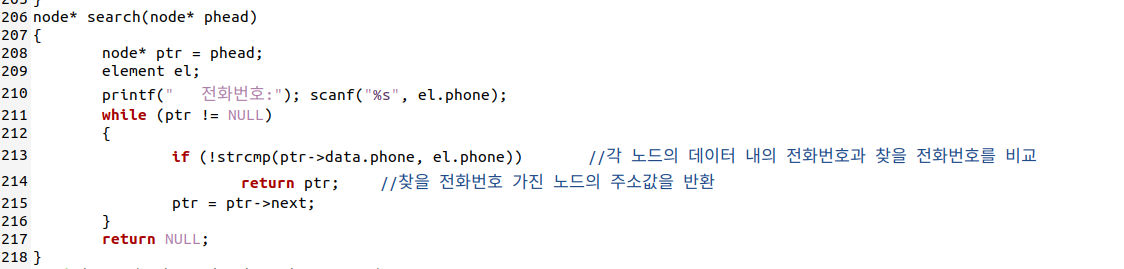 206 node* search(node* phead)
207 {
208 node* ptr = phead;
209 element el;
210 printf("   전화번호:"); scanf("%s", el.phone);
211 while (ptr != NULL)
212 {
213 if (!strcmp(ptr->data.phone, el.phone)) //각 노드의 데이터 내의 전화번호과 찾을 전화번호를 비교
214 return ptr; //찾을 전화번호 가진 노드의 주소값을 반환
215 ptr = ptr->next;
216 }
217 return NULL;
218 }